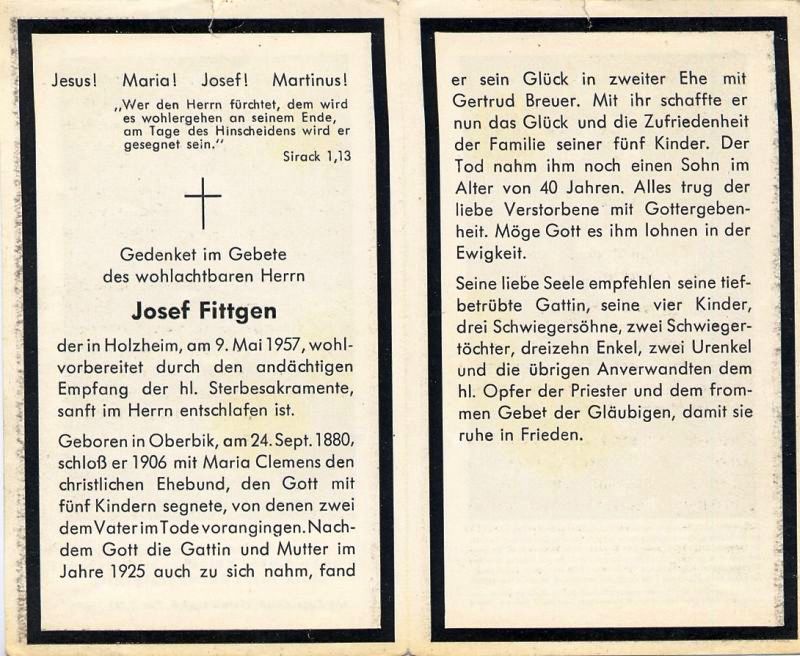 Jesus! Maria! Josef! Martinus!
„Wer den Herrn fürchtet, dem wird
es wohlergehen an seinem Ende,
am Tage des Hinscheidens wird er
gesegnet sein.“
Sirack 1,13
Gedenket im Gebete
des wohlachtbaren Herrn
Josef Fittgen
der in Holzheim, am 9. Mai 1957, wohl-
vorbereitet durch den andächtigen
Empfang der hl. Sterbesakramente,
sanft im Herrn entschlafen ist.
Geboren in Oberbik, am 24. Sept. 1880,
schloß er 1906 mit Maria Clemens den
christlichen Ehebund, den Gott mit
fünf Kindern segnete, von denen zwei
dem Vater im Tode vorangingen. Nach-
dem Gott die Gattin und Mutter im
Jahre 1925 auch zu sich nahm, fand
er sein Glück in zweiter Ehe mit
Gertrud Breuer. Mit ihr schaffte er
nun das Glück und die Zufriedenheit
der Familie seiner fünf Kinder. Der
Tod nahm ihm noch einen Sohn im
Alter von 40 Jahren. Alles trug der
liebe Verstorbene mit Gottergeben-
heit. Möge Gott es ihm lohnen in der
Ewigkeit.
Seine liebe Seele empfehlen seine tief-
betrübte Gattin, seine vier Kinder,
drei Schwiegersöhne, zwei Schwieger-
töchter, dreizehn Enkel, zwei Urenkel
und die übrigen Anverwandten dem
hl. Opfer der Priester und dem from-
men Gebet der Gläubigen, damit sie
ruhe in Frieden.